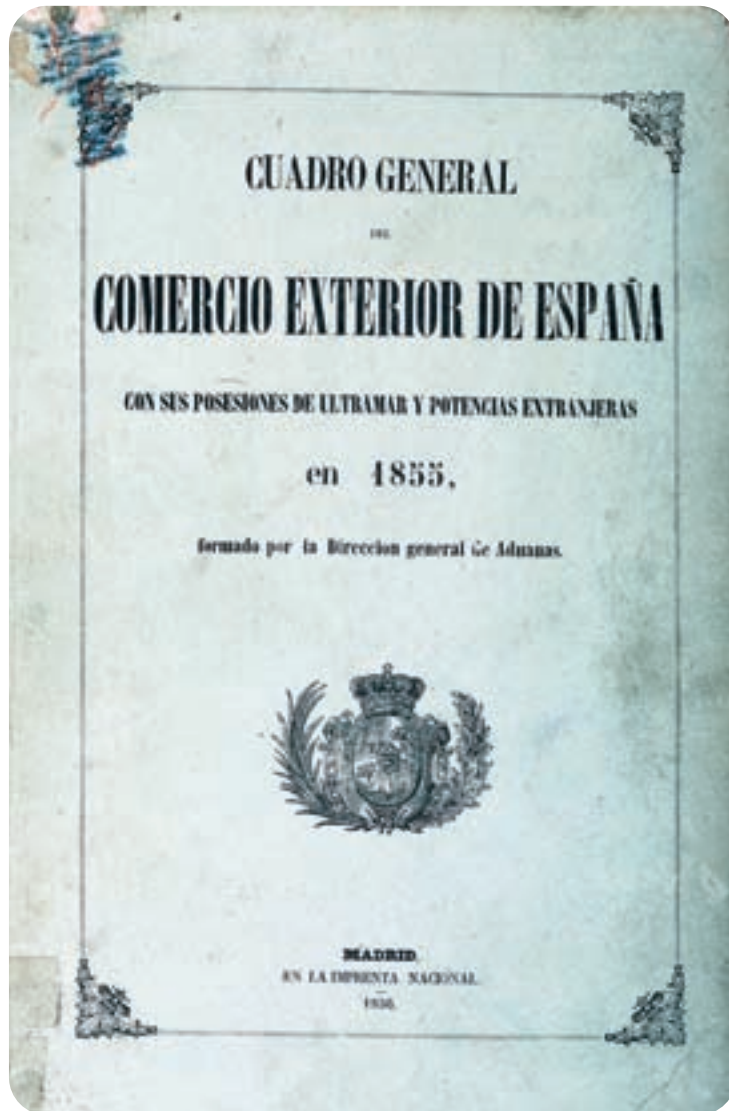 CUADRO GENERAL
DEL
COMERCIO EXTERIOR DE ESPAÑA
CON SUS POSESIONES DE ULTRAMAR Y POTENCIAS EXTRANJERAS
en 1855,
formado por la Direccion general de Aduanas.
MADRID.
EN LA IMPRENTA NACIONAL.
1856.